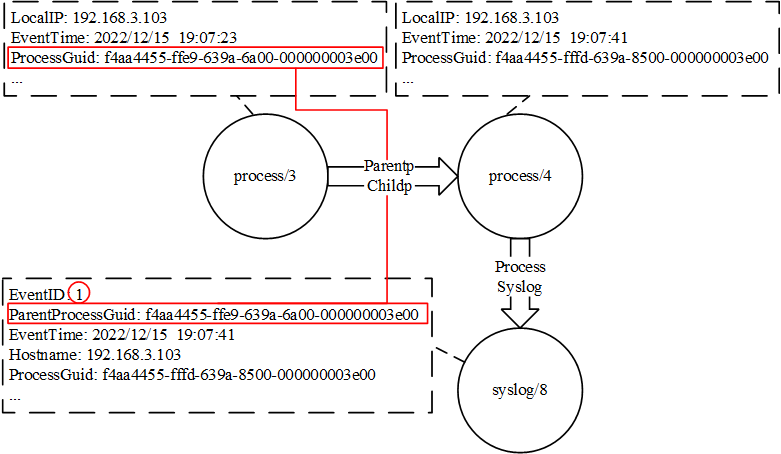 LocalIP: 192.168.3.103
EventTime: 2022/12/15 19:07:23
ProcessGuid: f4aa4455-ffe9-639a-6a00-000000003e00
...
LocalIP: 192.168.3.103
EventTime: 2022/12/15 19:07:41
ProcessGuid: f4aa4455-fffd-639a-8500-000000003e00
...
process/3
Parentp
Childp
process/4
Process
Syslog
EventID: 1
ParentProcessGuid: f4aa4455-ffe9-639a-6a00-000000003e00
EventTime: 2022/12/15 19:07:41
Hostname: 192.168.3.103
ProcessGuid: f4aa4455-fffd-639a-8500-000000003e00
...
syslog/8